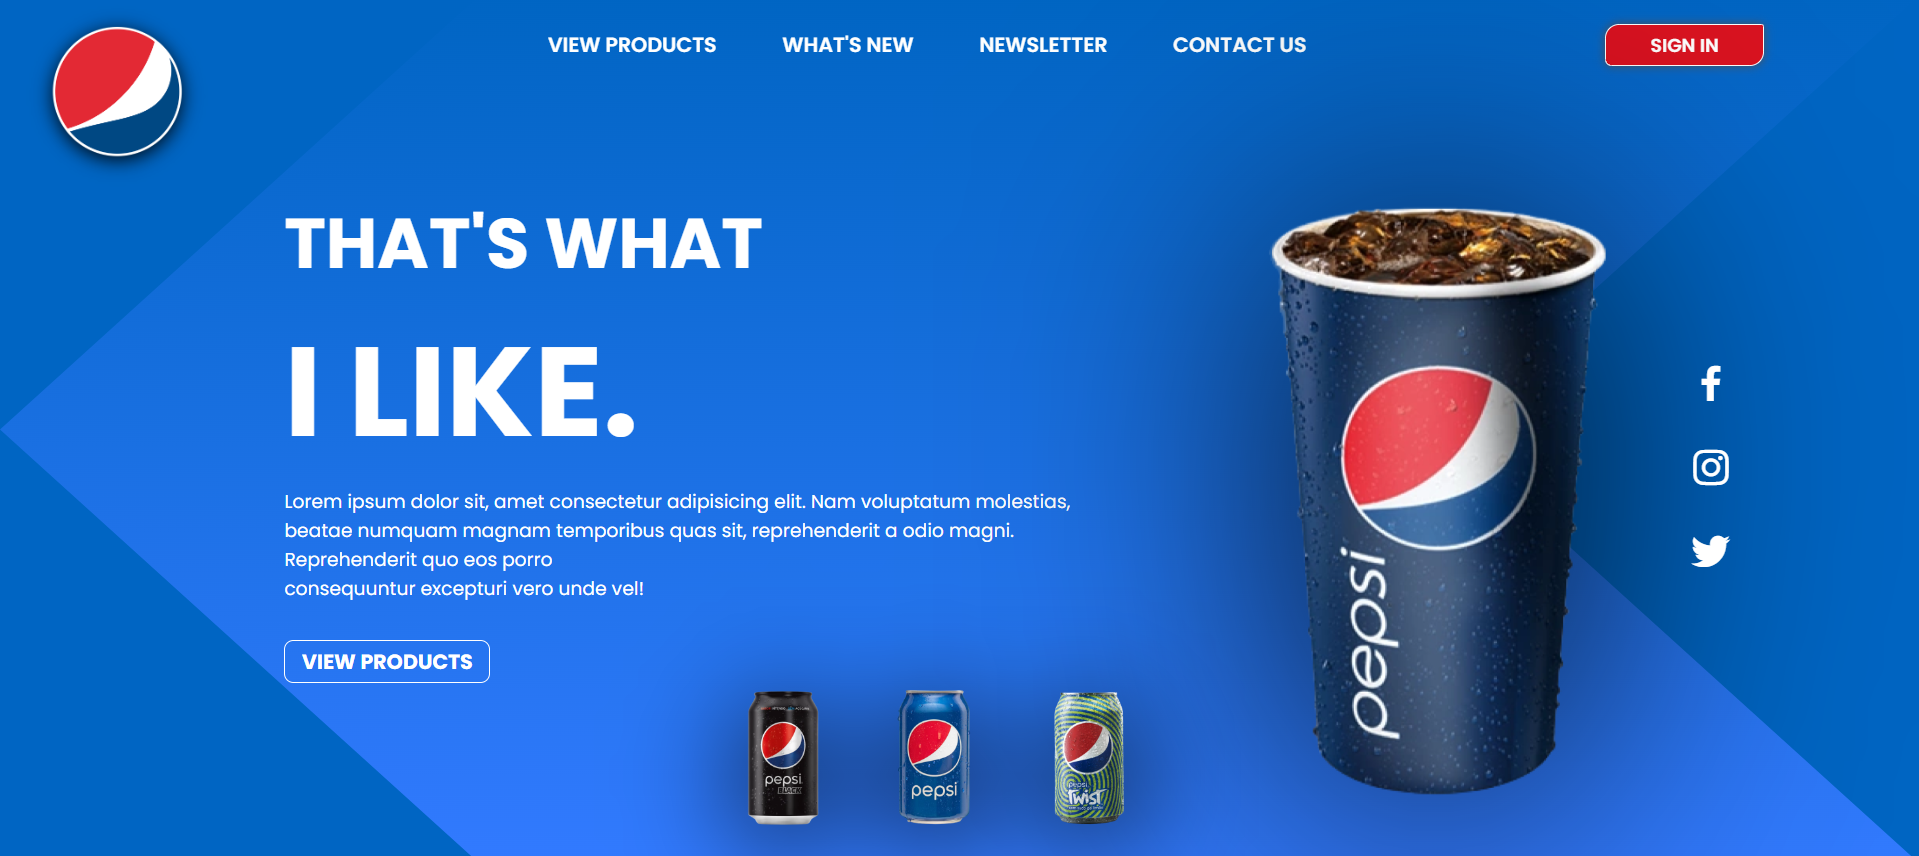 VIEW PRODUCTS WHAT'S NEW NEWSLETTER CONTACT US SIGN IN
THAT'S WHAT
I LIKE.
Lorem ipsum dolor sit, amet consectetur adipisicing elit. Nam voluptatum molestias,
beatae numquam magnam temporibus quas sit, reprehenderit a odio magni.
Reprehenderit quo eos porro
consequuntur excepturi vero unde vel!
VIEW PRODUCTS
pepsi
BLACK
pepsi
pepsi
Twist
pepsi